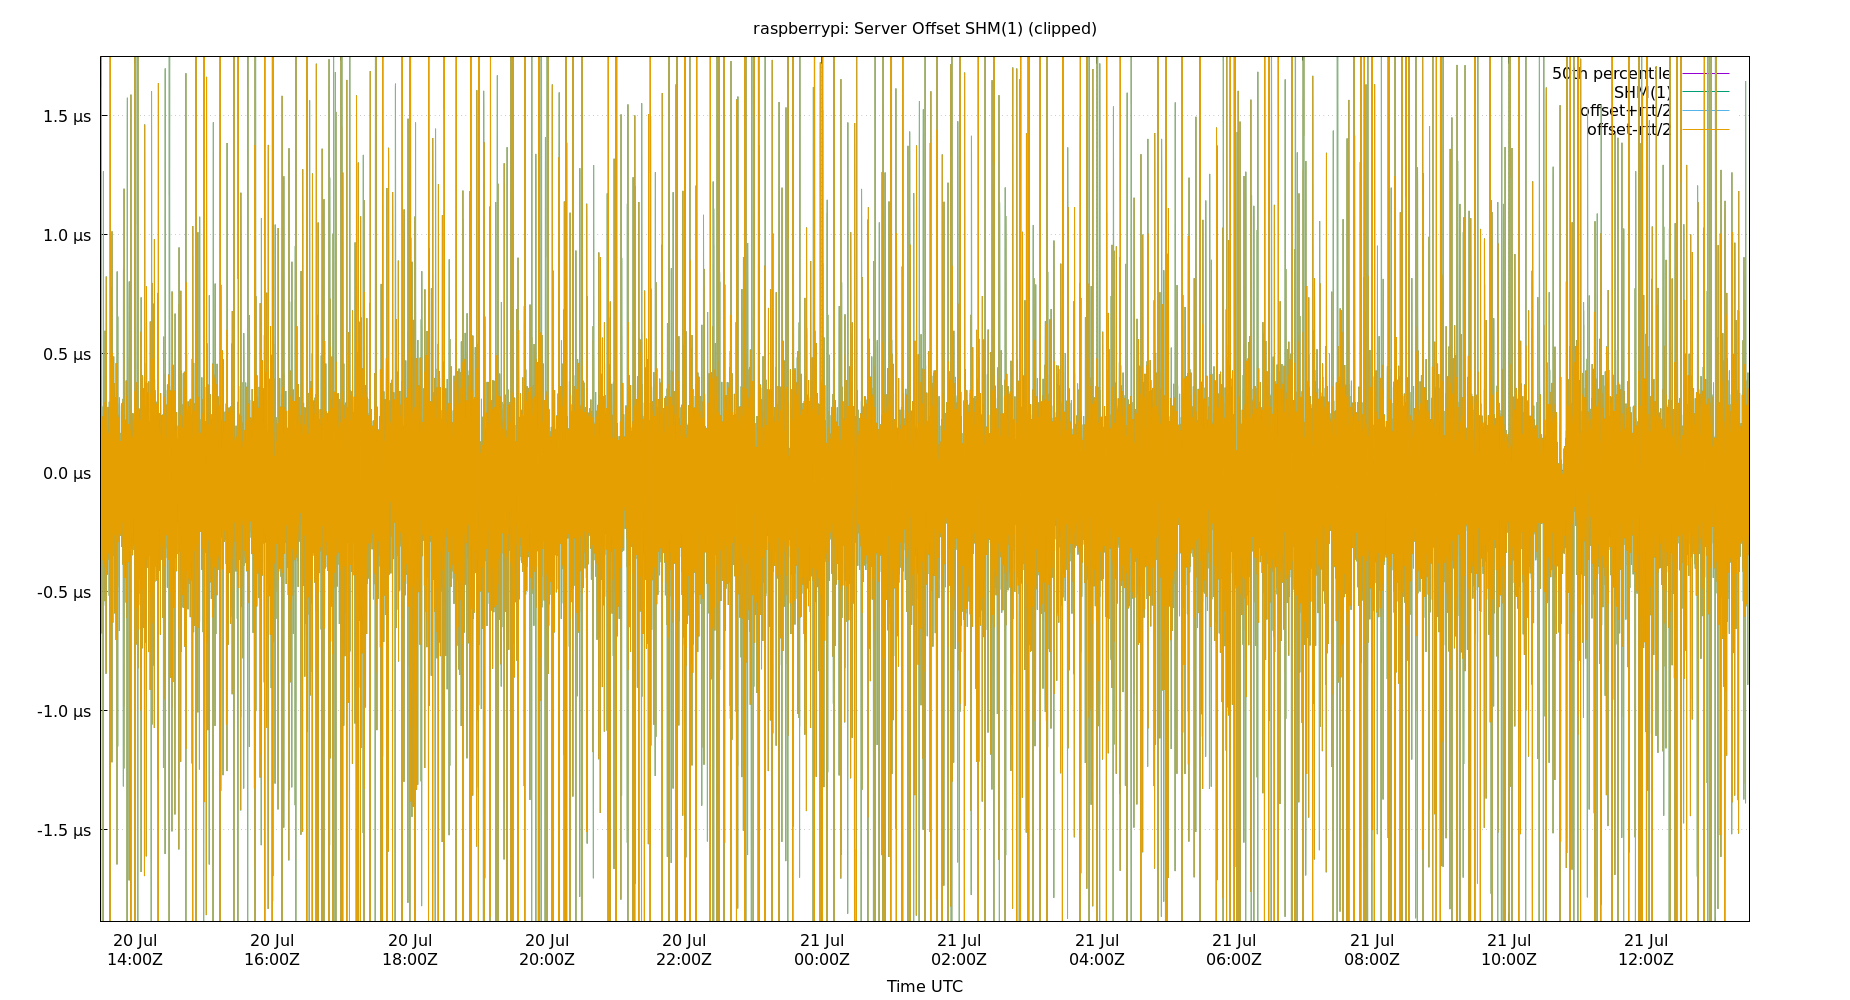 raspberrypi: Server Offset SHM(1) (clipped)
50th percentile
SHM(1)
offset+rtt/2
offset-rtt/2
1.5 μs
1.0 μs
0.5 μs
0.0 μs
-0.5 μs
-1.0 μs
-1.5 μs
20 Jul 20 Jul 20 Jul 20 Jul 20 Jul 21 Jul 21 Jul 21 Jul 21 Jul 21 Jul 21 Jul 21 Jul
14:00Z 16:00Z 18:00Z 20:00Z 22:00Z 00:00Z 02:00Z 04:00Z 06:00Z 08:00Z 10:00Z 12:00Z
Time UTC